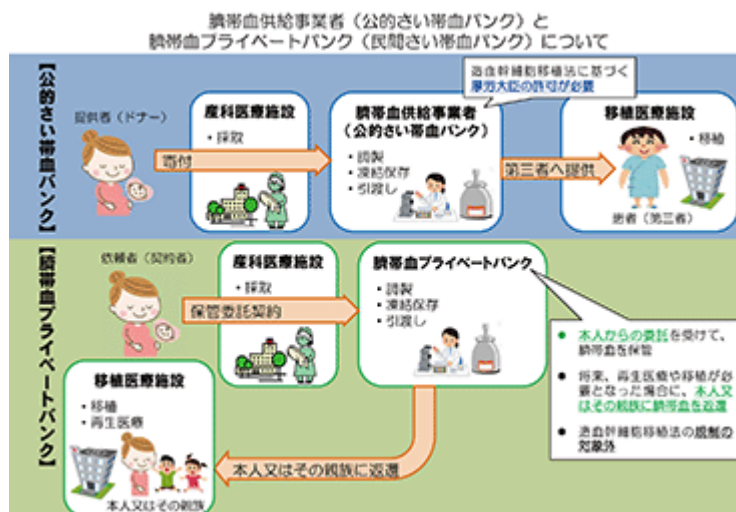 臍帯血供給事業者（公的さい帯血バンク）と
臍帯血プライベートバンク（民間さい帯血バンク）について
【公的さい帯血バンク】
提供者（ドナー）
寄付
産科医療施設
・採取
臍帯血供給事業者
（公的さい帯血バンク）
・調製
・凍結保存
・引渡し
造血幹細胞移植法に基づく
厚労大臣の許可が必要
第三者へ提供
移植医療施設
・移植
患者（第三者）
【臍帯血プライベートバンク】
依頼者（契約者）
保管委託契約
産科医療施設
・採取
臍帯血プライベートバンク
・調製
・凍結保存
・引渡し
● 本人からの委託を受けて、
臍帯血を保管
● 将来、再生医療や移植が必
要となった場合に、本人又
はその親族に臍帯血を返還
● 造血幹細胞移植法の規制の
対象外
本人又はその親族に返還
移植医療施設
・移植
・再生医療
本人又はその親族